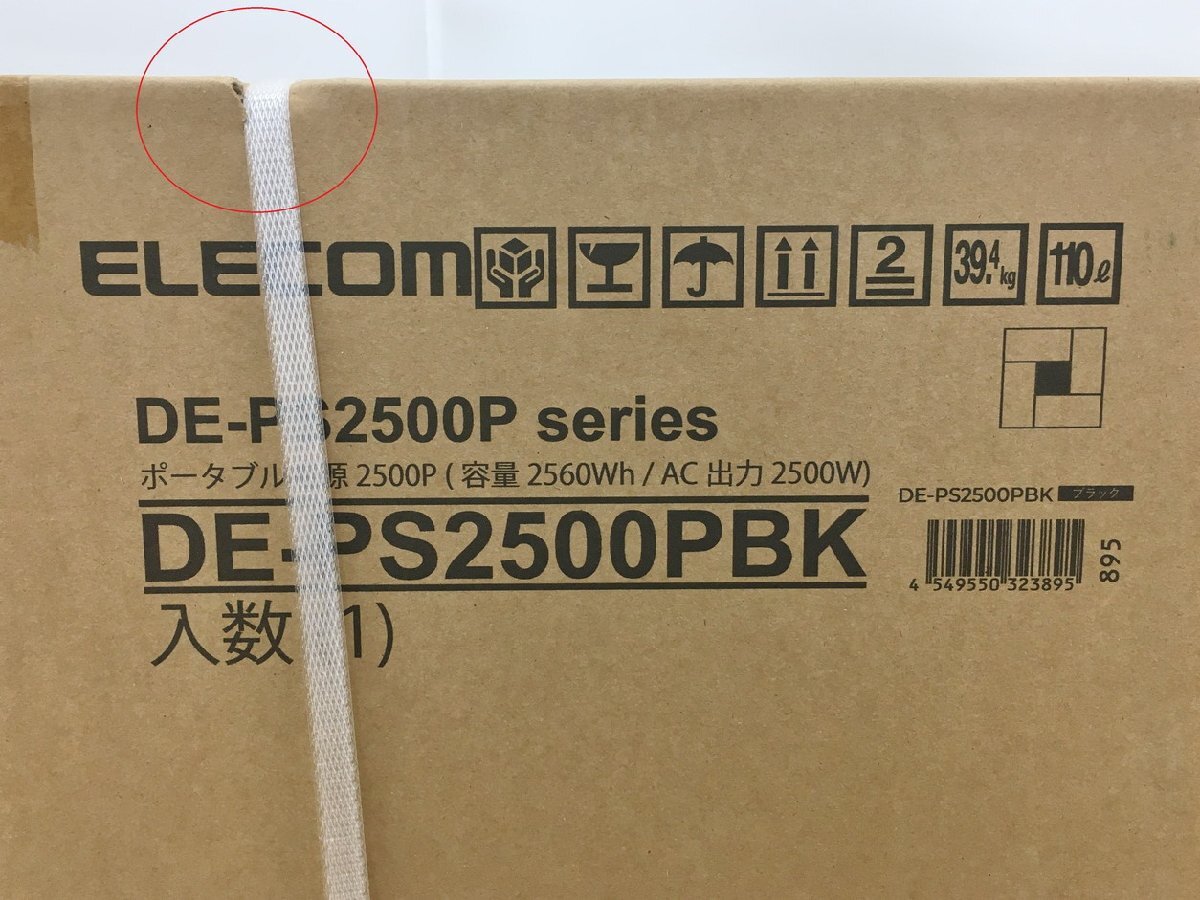 ELECOM
2
39.4kg
110ℓ
DE-PS2500P series
ポータブル 源 2500P ( 容量 2560Wh / AC 出力 2500W)
DE-PS2500PBK
入数 1)
DE-PS2500PBK ブラック
4 549550 323895
895